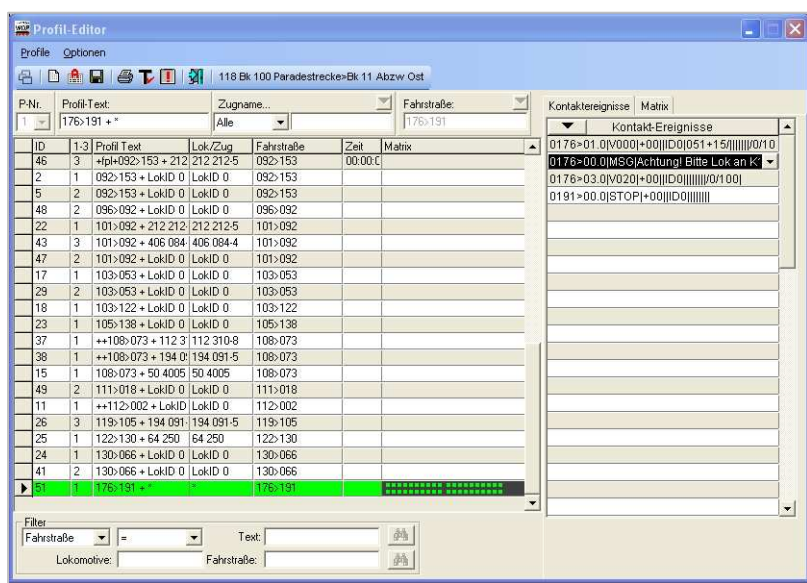 WDP Profil-Editor
Profile Optionen
118 Bk 100 Paradestrecke>Bk 11 Abzw Ost
P-Nr. Profil-Text: Zugname... Fahrstraße:
1 176>191 + * Alle 176>191
Kontaktereignisse Matrix
Kontakt-Ereignisse
0176>01.0|V000|+00||ID0|051+15/||||||/0/10
0176>00.0|MSG|Achtung! Bitte Lok an K
0176>03.0|V020|+00||ID0||||||||/0/100|
0191>00.0|STOP|+00||ID0||||||||
ID 1-3 Profil Text Lok/Zug Fahrstraße Zeit Matrix
46 3 +fpl+092>153 + 212 212 212-5 092>153 00:00:0
2 1 092>153 + LokID 0 LokID 0 092>153
5 2 092>153 + LokID 0 LokID 0 092>153
48 2 096>092 + LokID 0 LokID 0 096>092
22 1 101>092 + 212 212- 212 212-5 101>092
43 3 101>092 + 406 084- 406 084-4 101>092
47 2 101>092 + LokID 0 LokID 0 101>092
17 1 103>053 + LokID 0 LokID 0 103>053
29 2 103>053 + LokID 0 LokID 0 103>053
18 1 103>122 + LokID 0 LokID 0 103>122
23 1 105>138 + LokID 0 LokID 0 105>138
37 1 ++108>073 + 112 3 112 310-8 108>073
38 1 ++108>073 + 194 0 194 091-5 108>073
15 1 108>073 + 50 4005 50 4005 108>073
49 2 111>018 + LokID 0 LokID 0 111>018
11 1 ++112>002 + LokID LokID 0 112>002
26 3 119>105 + 194 091- 194 091-5 119>105
25 1 122>130 + 64 250 64 250 122>130
24 1 130>066 + LokID 0 LokID 0 130>066
41 2 130>066 + LokID 0 LokID 0 130>066
51 1 176>191 + * * 176>191
Filter
Fahrstraße = Text:
Lokomotive: Fahrstraße: